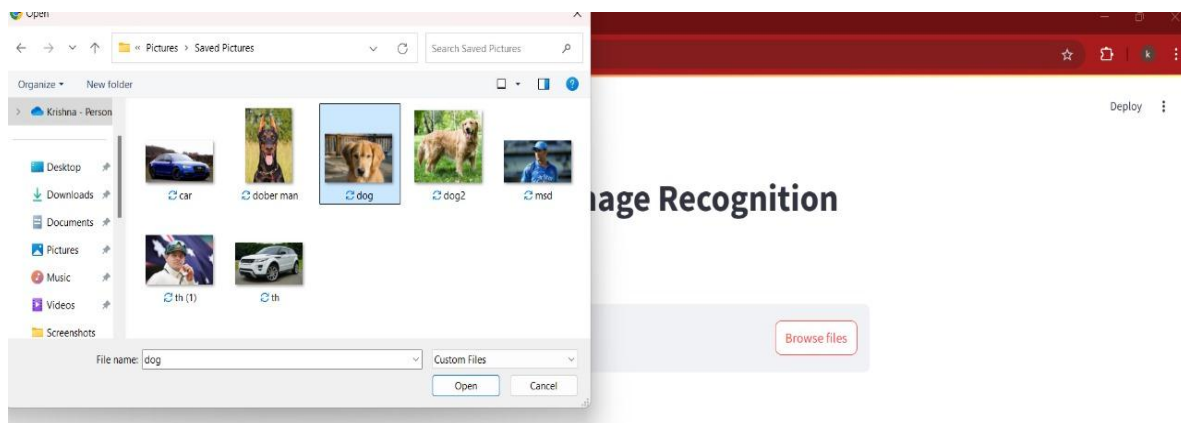 Open
« Pictures > Saved Pictures
Search Saved Pictures
Organize
New folder
Krishna - Person
Desktop
Downloads
Documents
Pictures
Music
Videos
Screenshots
car
dober man
dog
dog2
msd
th (1)
th
File name: dog
Custom Files
Open
Cancel
k
Deploy
age Recognition
Browse files